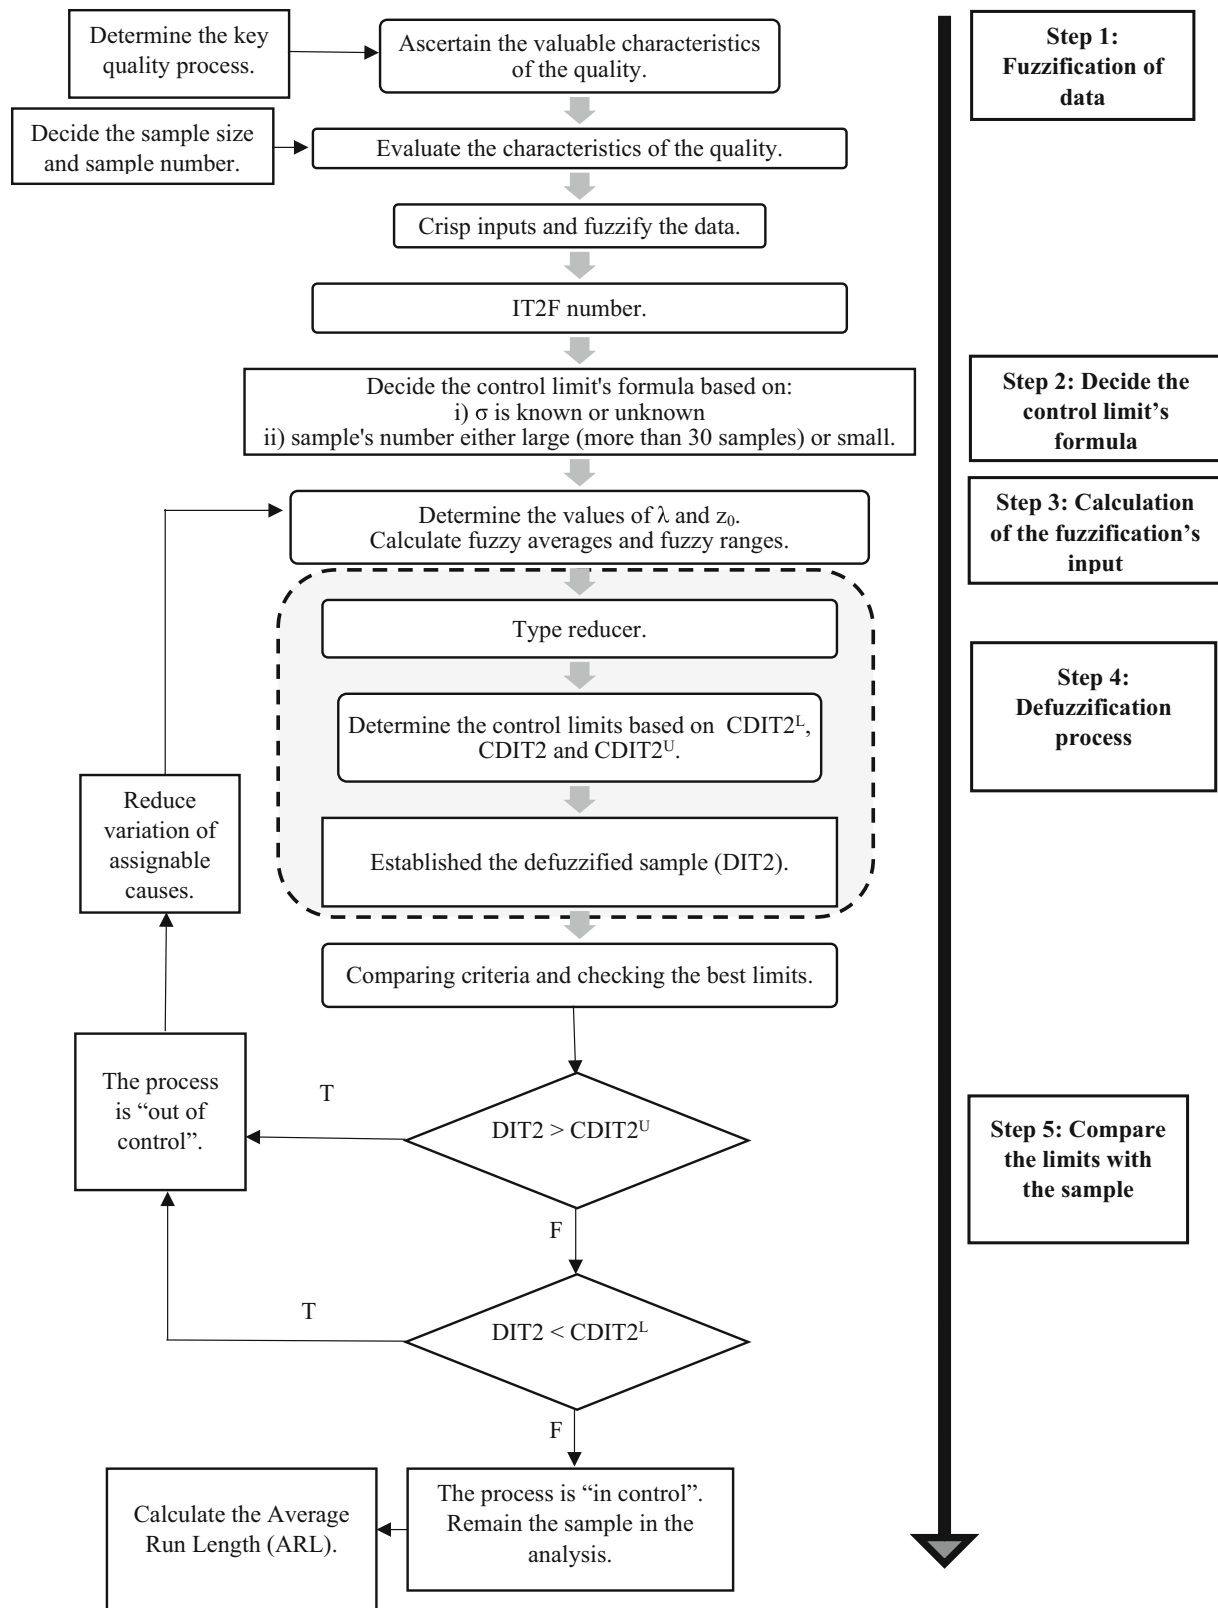 Determine the key
quality process.
Ascertain the valuable characteristics
of the quality.
Step 1:
Fuzzification of
data
Decide the sample size
and sample number.
Evaluate the characteristics of the quality.
Crisp inputs and fuzzify the data.
IT2F number.
Decide the control limit's formula based on:
i) σ is known or unknown
ii) sample's number either large (more than 30 samples) or small.
Step 2: Decide the
control limit’s
formula
Determine the values of λ and z₀.
Calculate fuzzy averages and fuzzy ranges.
Step 3: Calculation
of the fuzzification’s
input
Type reducer.
Determine the control limits based on CDIT2ᴸ,
CDIT2 and CDIT2ᵁ.
Established the defuzzified sample (DIT2).
Step 4:
Defuzzification
process
Reduce
variation of
assignable
causes.
Comparing criteria and checking the best limits.
The process
is “out of
control”.
T
DIT2 > CDIT2ᵁ
Step 5: Compare
the limits with
the sample
F
T
DIT2 < CDIT2ᴸ
F
The process is “in control”.
Remain the sample in the
analysis.
Calculate the Average
Run Length (ARL).